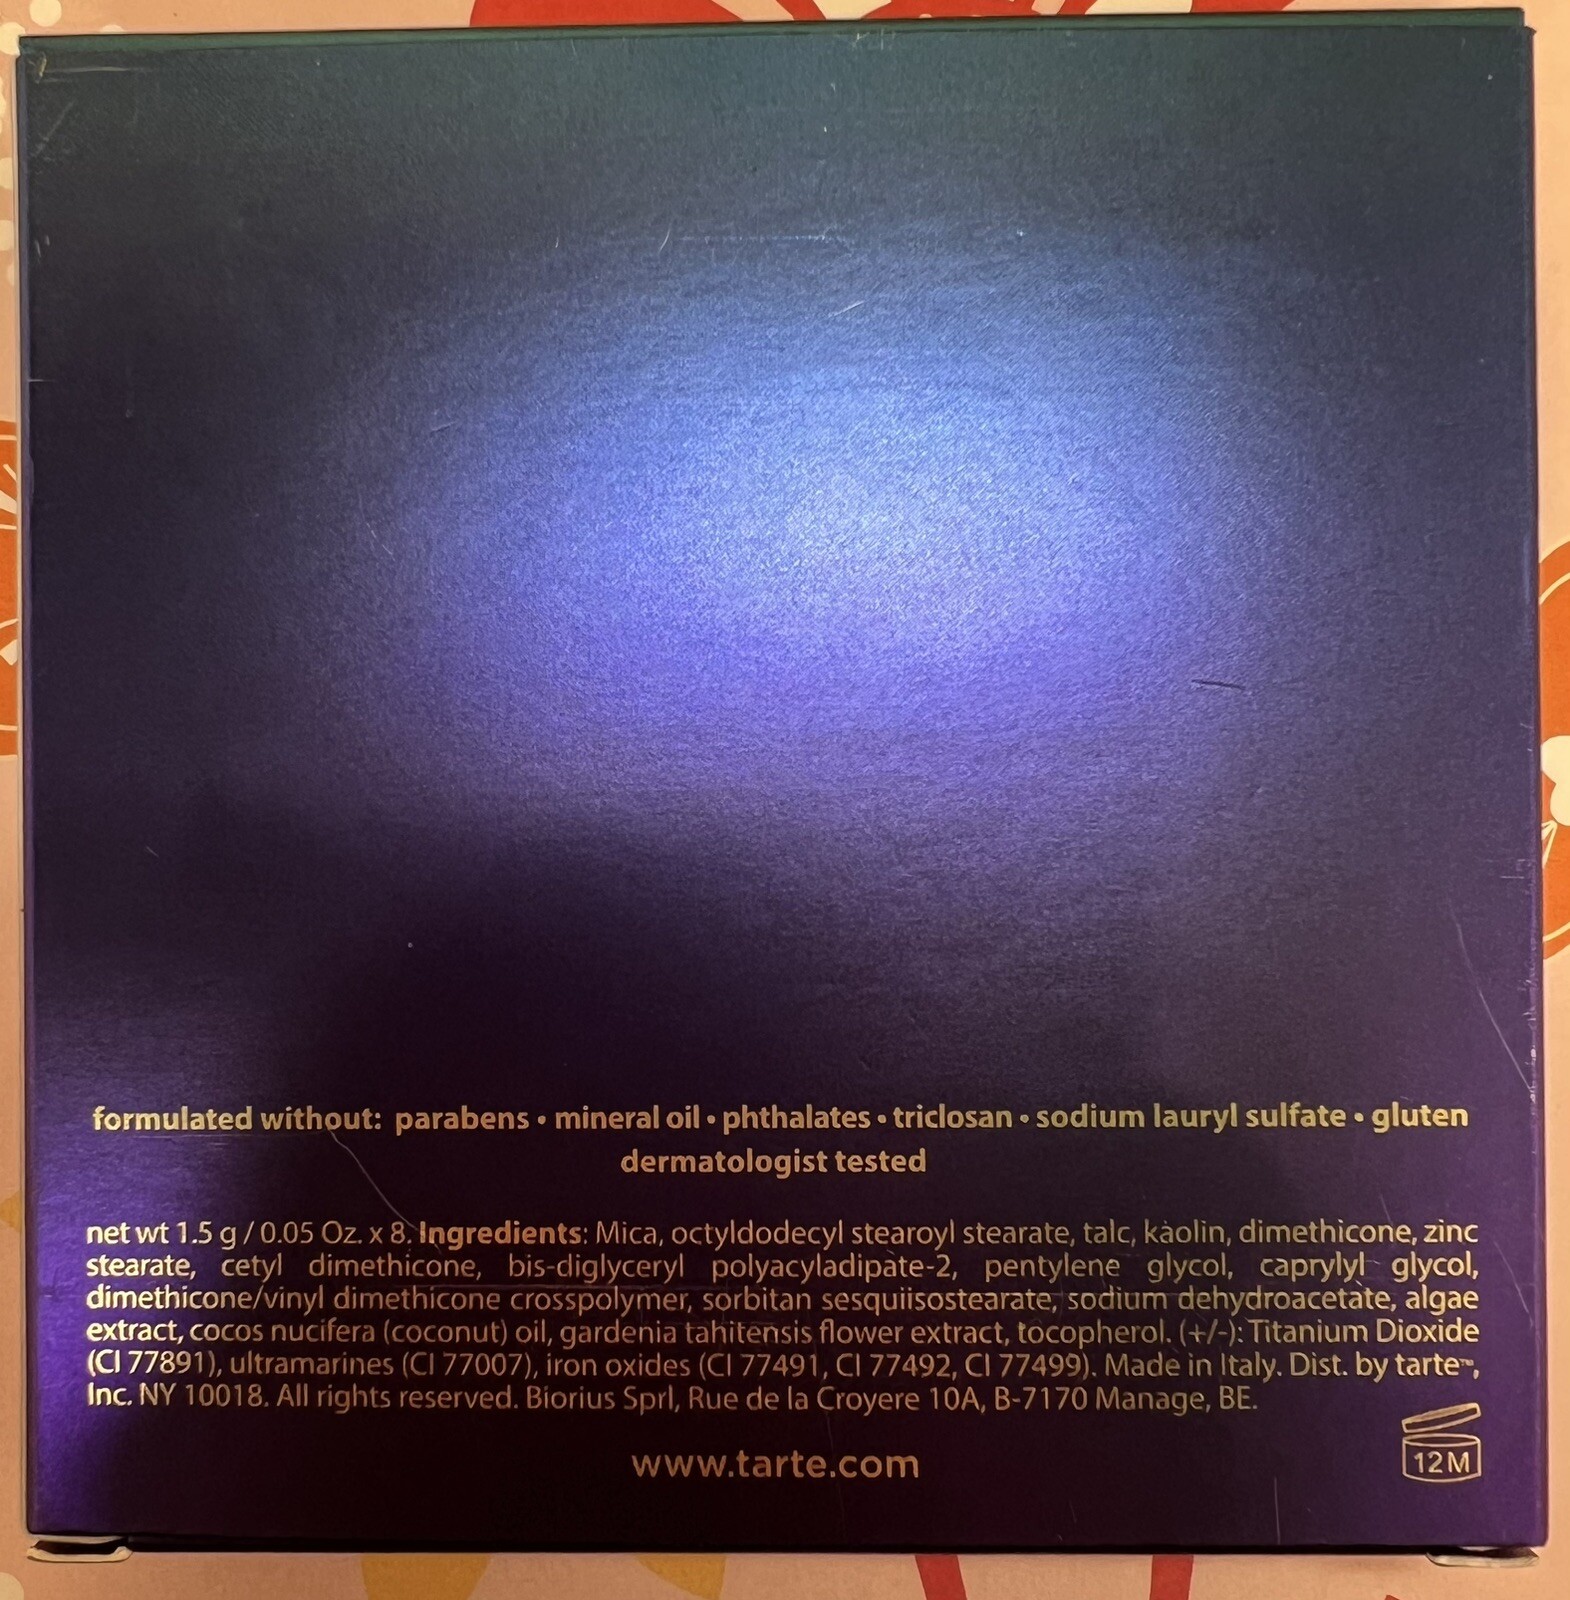 formulated without: parabens • mineral oil • phthalates • triclosan • sodium lauryl sulfate • gluten
dermatologist tested
net wt 1.5 g / 0.05 Oz. x 8. Ingredients: Mica, octyldodecyl stearoyl stearate, talc, kaolin, dimethicone, zinc
stearate, cetyl dimethicone, bis-diglyceryl polyacyladipate-2, pentylene glycol, caprylyl glycol,
dimethicone/vinyl dimethicone crosspolymer, sorbitan sesquiisostearate, sodium dehydroacetate, algae
extract, cocos nucifera (coconut) oil, gardenia tahitensis flower extract, tocopherol. (+/-): Titanium Dioxide
(CI 77891), ultramarines (CI 77007), iron oxides (CI 77491, CI 77492, CI 77499). Made in Italy. Dist. by tarte™,
Inc. NY 10018. All rights reserved. Biorius Sprl, Rue de la Croyere 10A, B-7170 Manage, BE.
www.tarte.com
12M